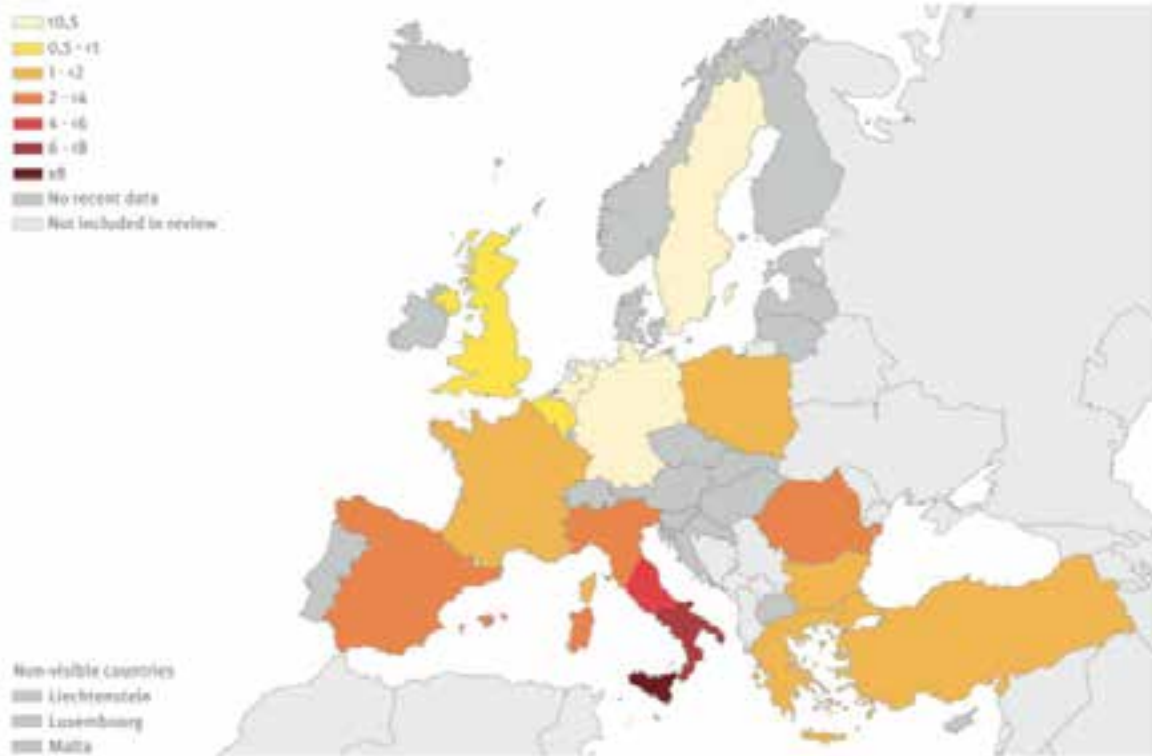 <0,5
0,5 - <1
1 - <2
2 - <4
4 - <6
6 - <8
≥8
No recent data
Not included in review
Non-visible countries
Liechtenstein
Luxembourg
Malta